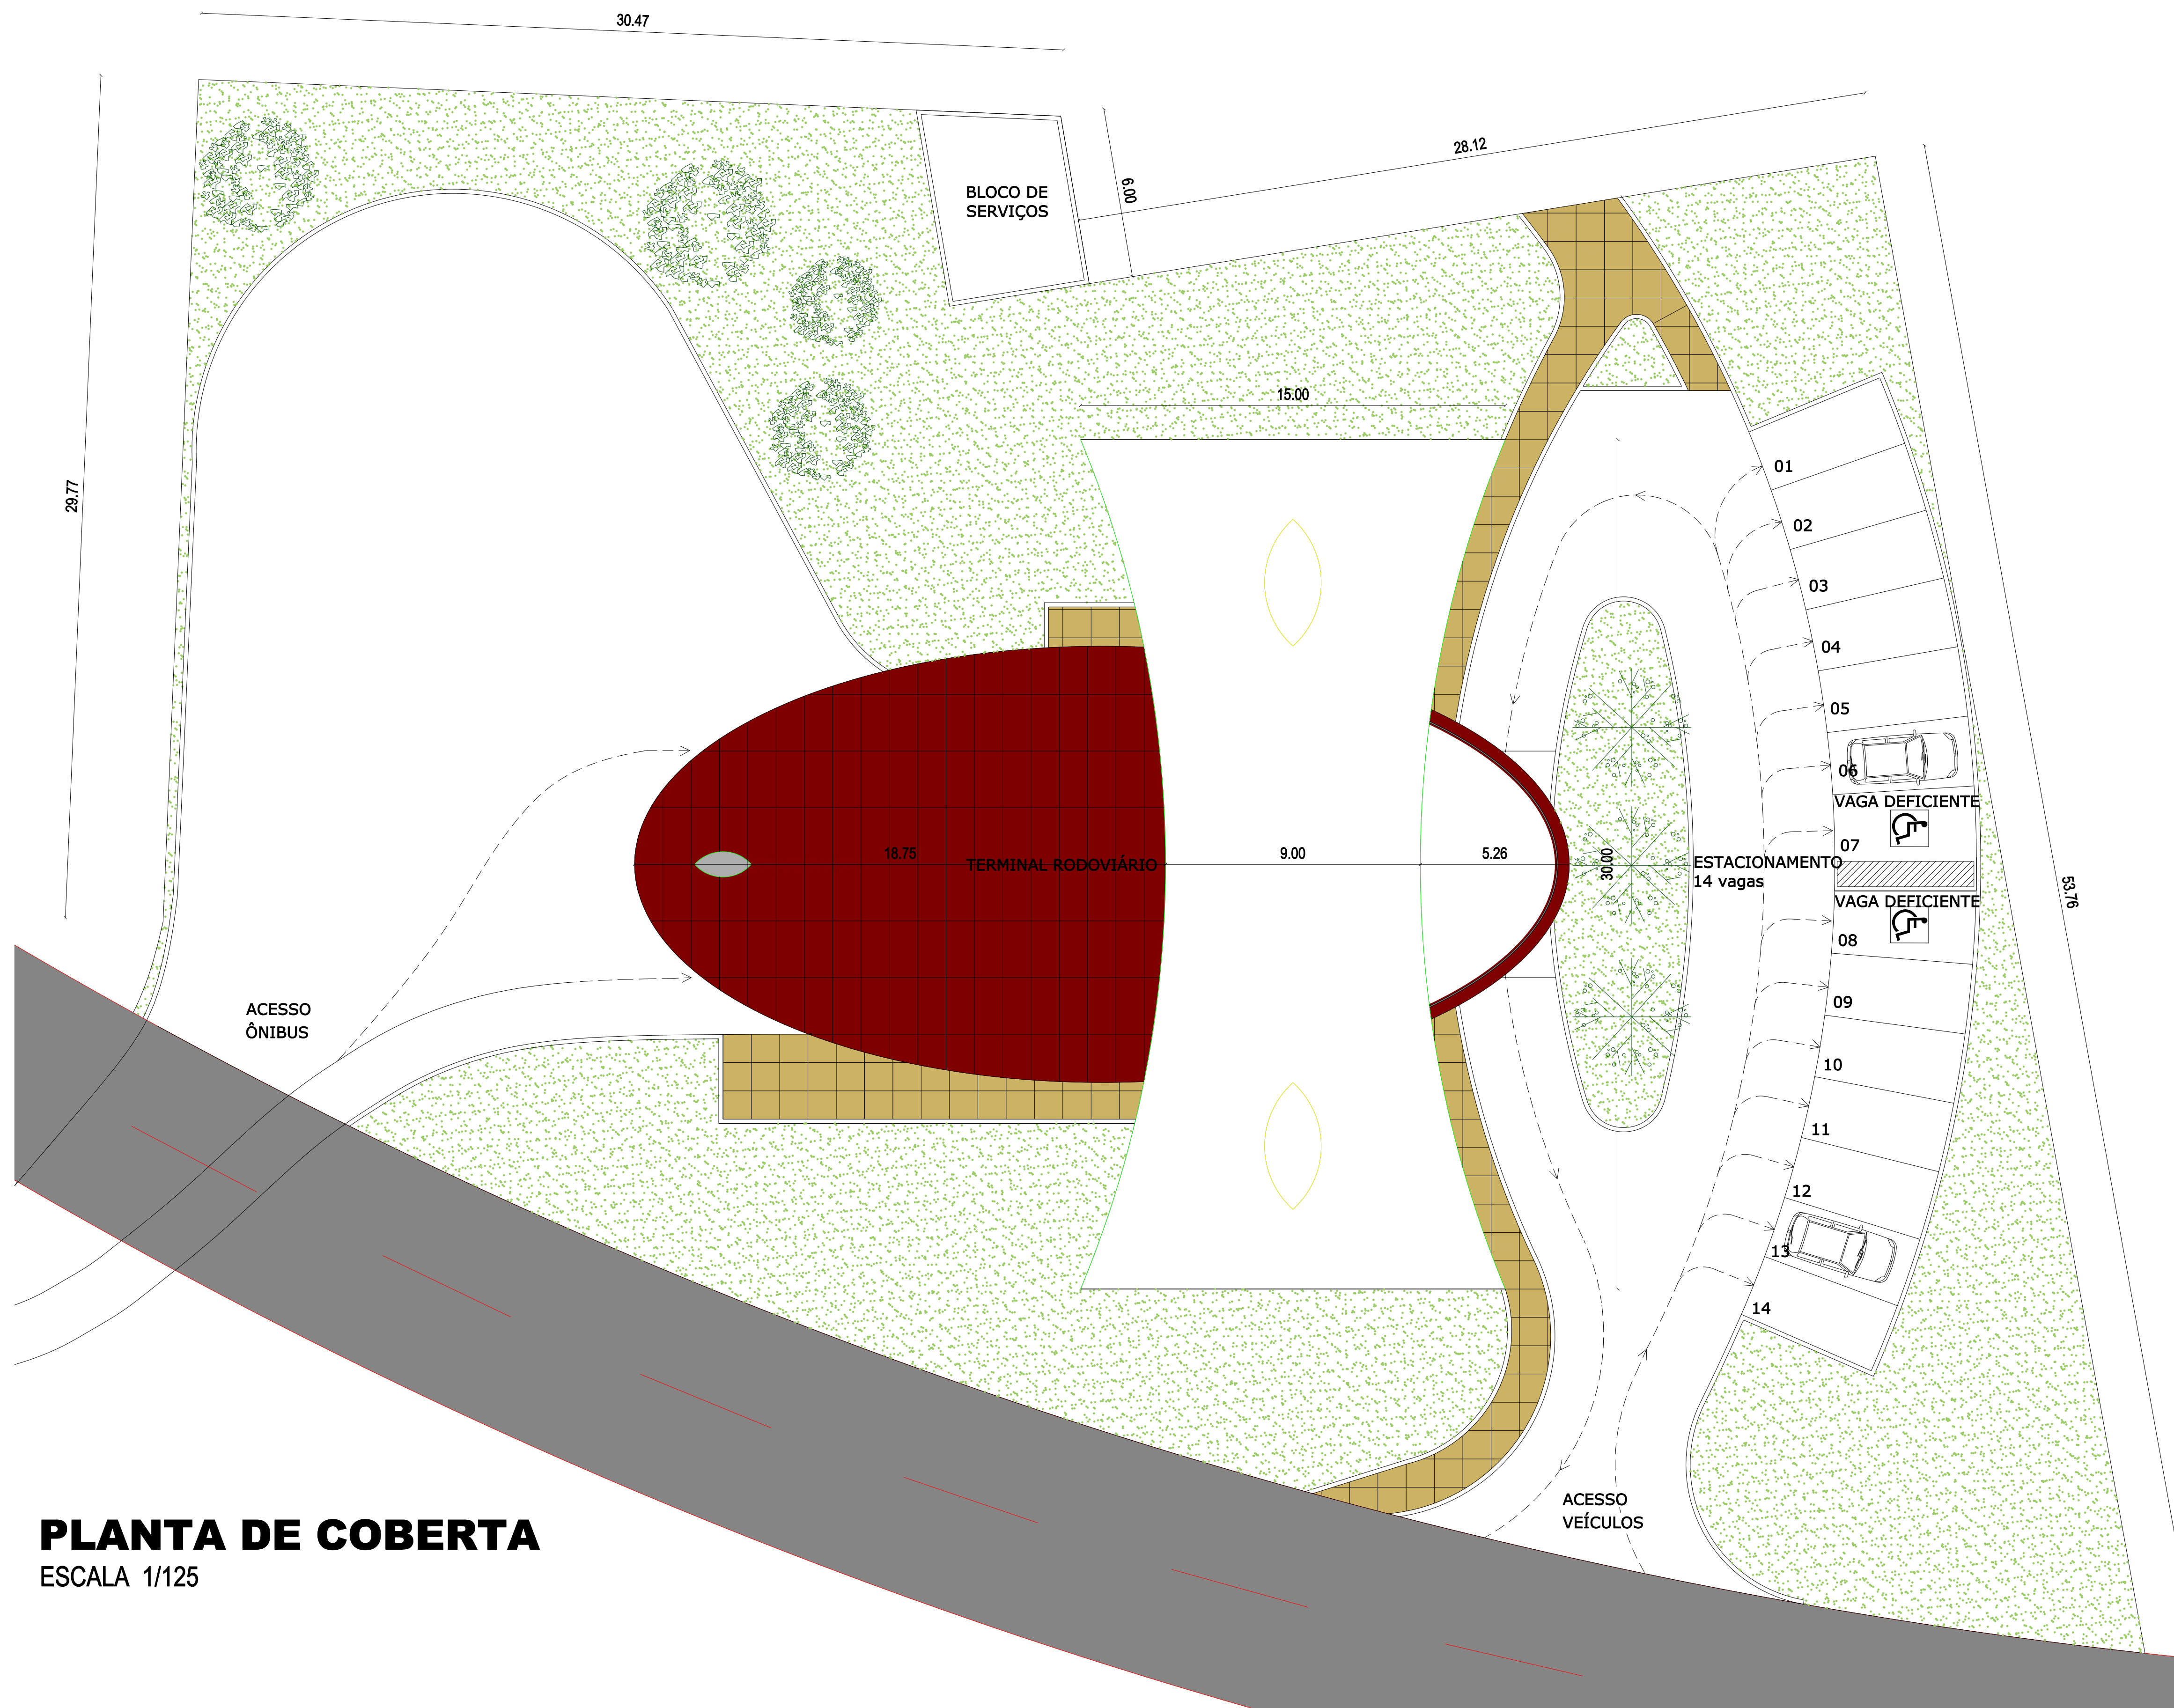 30.47
28.12
6.00
BLOCO DE
SERVIÇOS
29.77
15.00
01
02
03
04
05
06
VAGA DEFICIENTE
07
18.75
TERMINAL RODOVIÁRIO
9.00
5.26
30.00
ESTACIONAMENTO
14 vagas
53.76
VAGA DEFICIENTE
08
09
10
11
12
13
14
ACESSO
ÔNIBUS
ACESSO
VEÍCULOS
PLANTA DE COBERTA
ESCALA 1/125